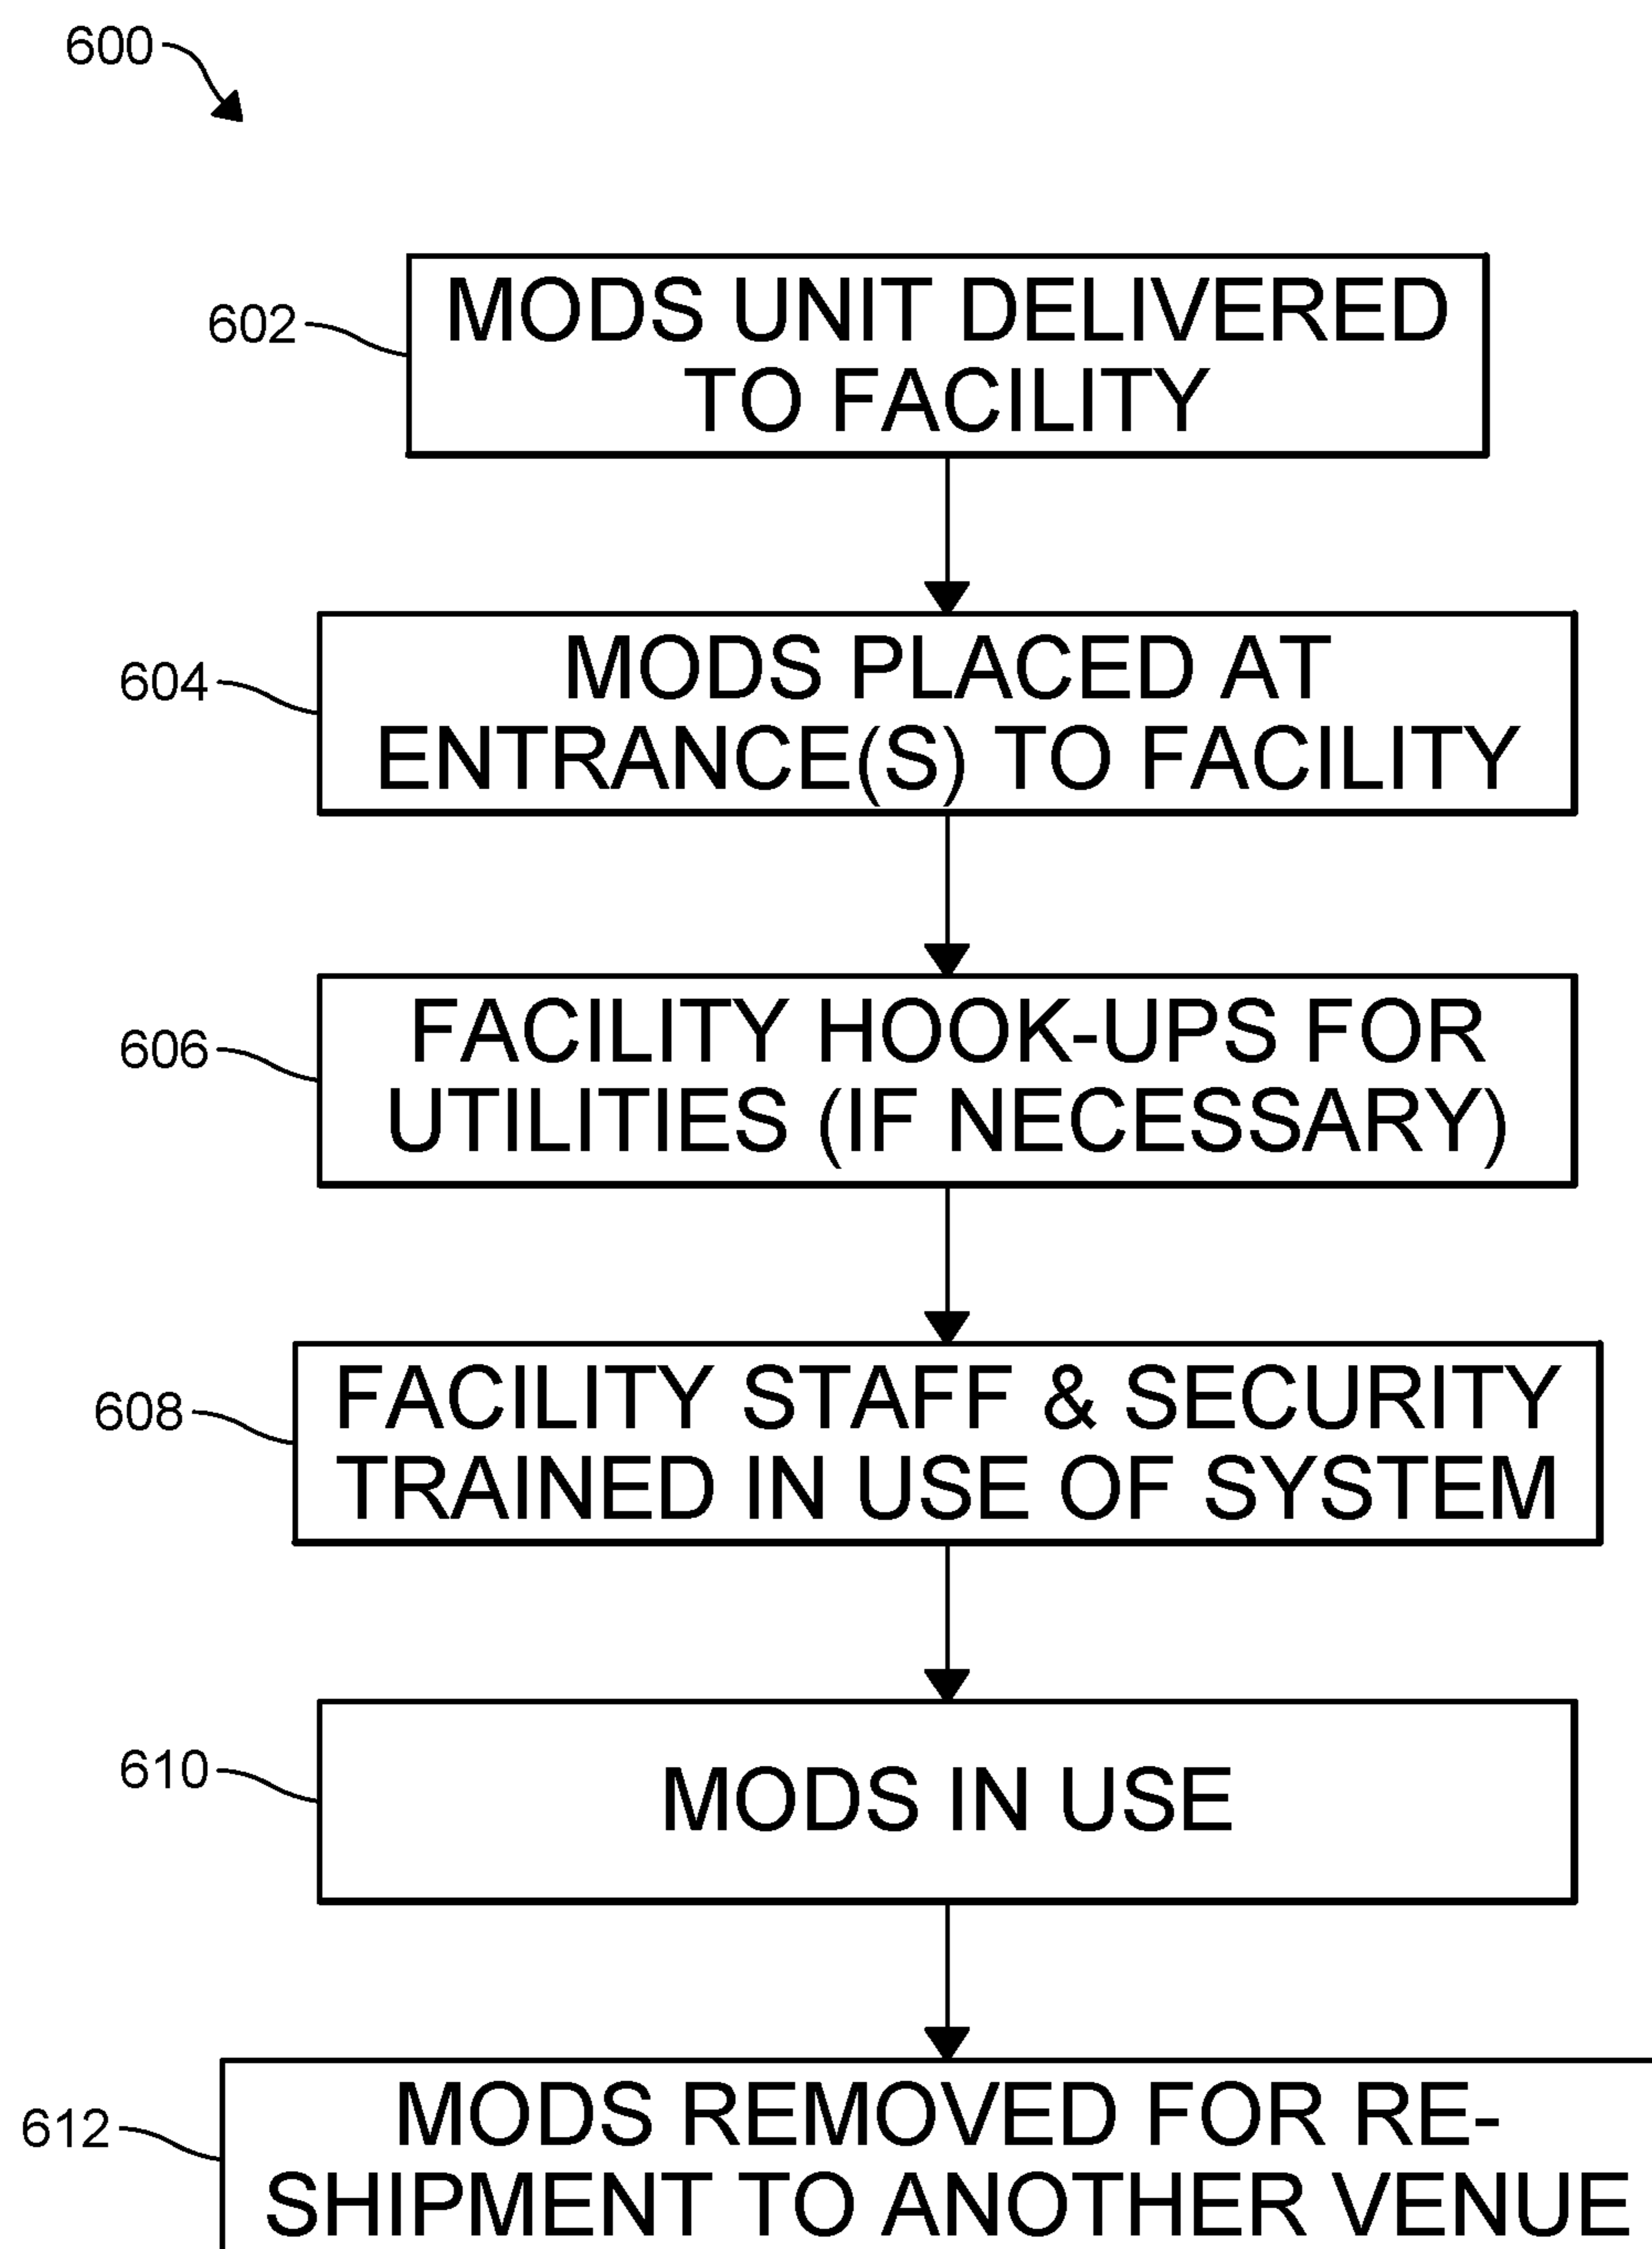 600
602
MODS UNIT DELIVERED
TO FACILITY
604
MODS PLACED AT
ENTRANCE(S) TO FACILITY
606
FACILITY HOOK-UPS FOR
UTILITIES (IF NECESSARY)
608
FACILITY STAFF & SECURITY
TRAINED IN USE OF SYSTEM
610
MODS IN USE
612
MODS REMOVED FOR RE-
SHIPMENT TO ANOTHER VENUE